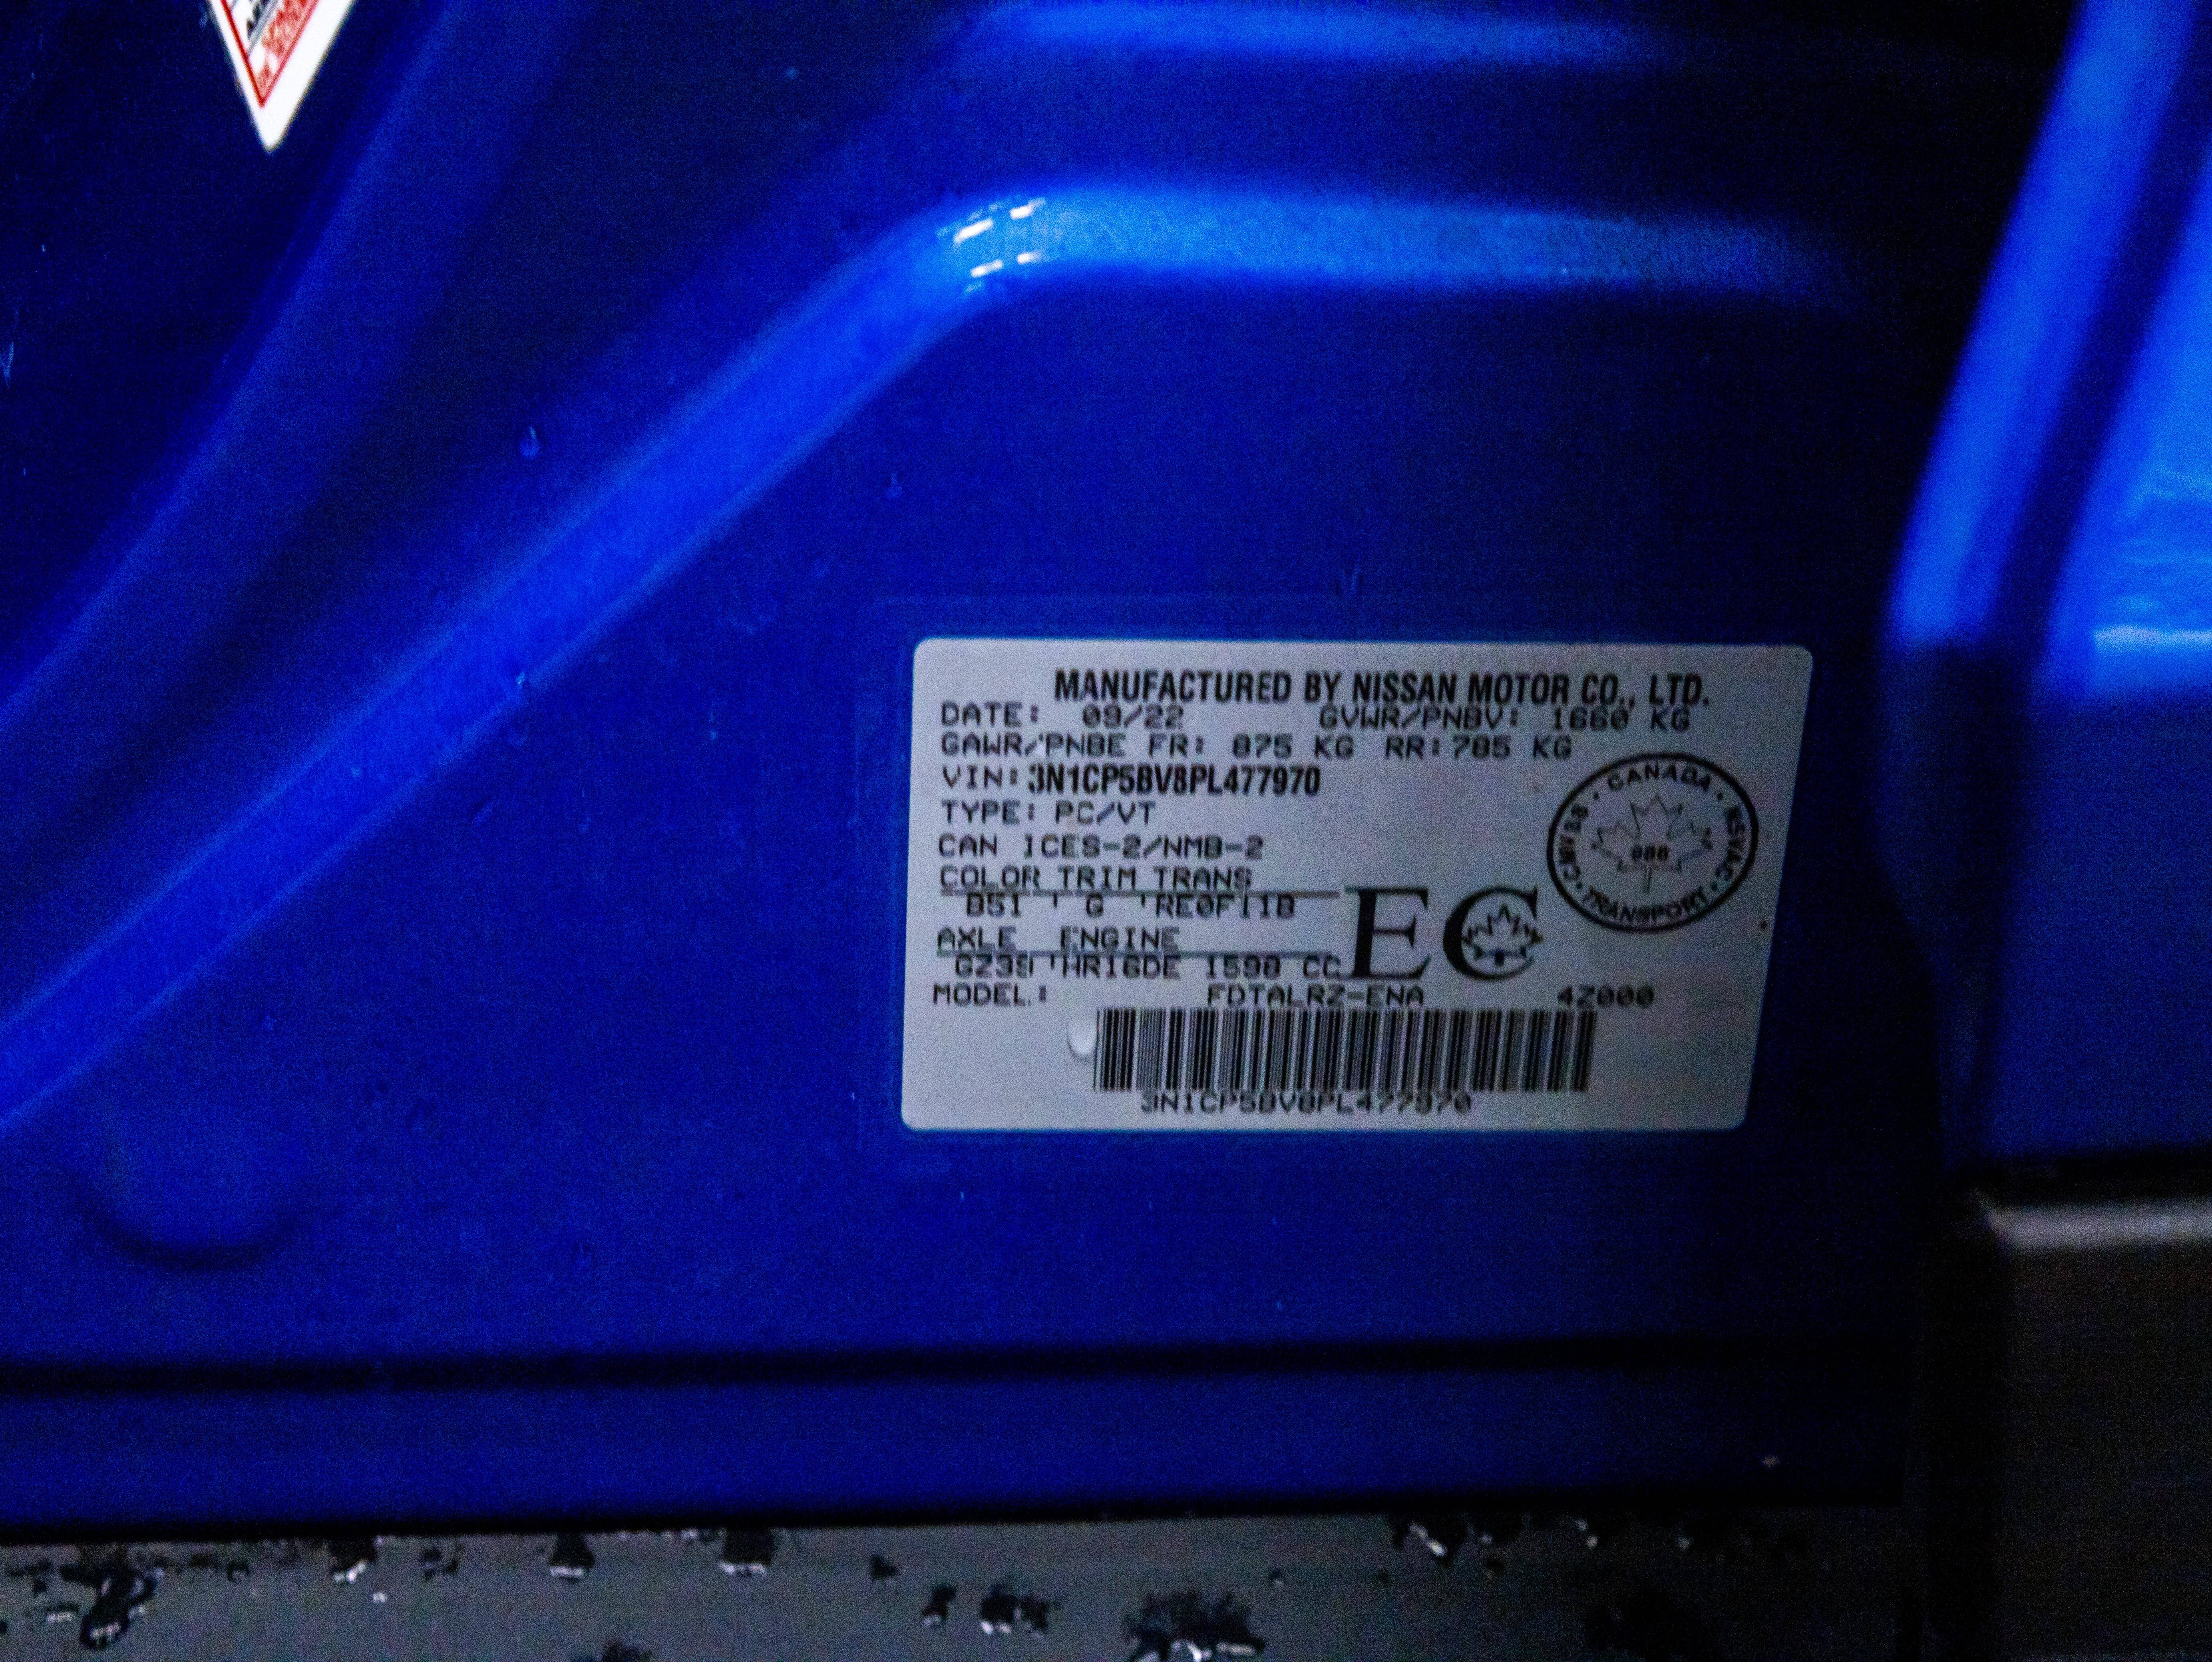 MANUFACTURED BY NISSAN MOTOR CO., LTD.
DATE: 09/22 GVWR/PNBV: 1660 KG
GAWR/PNBE FR: 875 KG RR:785 KG
VIN:3N1CP5BV8PL477970
TYPE: PC/VT
CAN ICES-2/NMB-2
COLOR TRIM TRANS
B51 ' G 'RE0F11B
AXLE ENGINE
'HR16DE 1598 CC
EC
MODEL: FDTALRZ-ENA 4Z000
3N1CP5BV8PL477970
CANADA
TRANSPORT